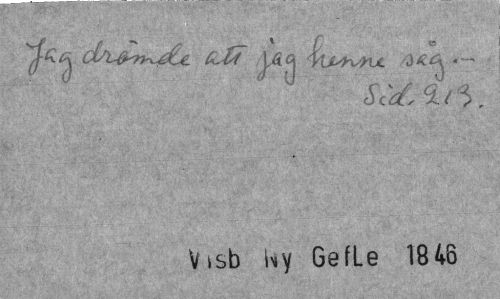 Jag drömde att jag henne såg.–
Sid. 213.
Visb Ny GefLe 1846